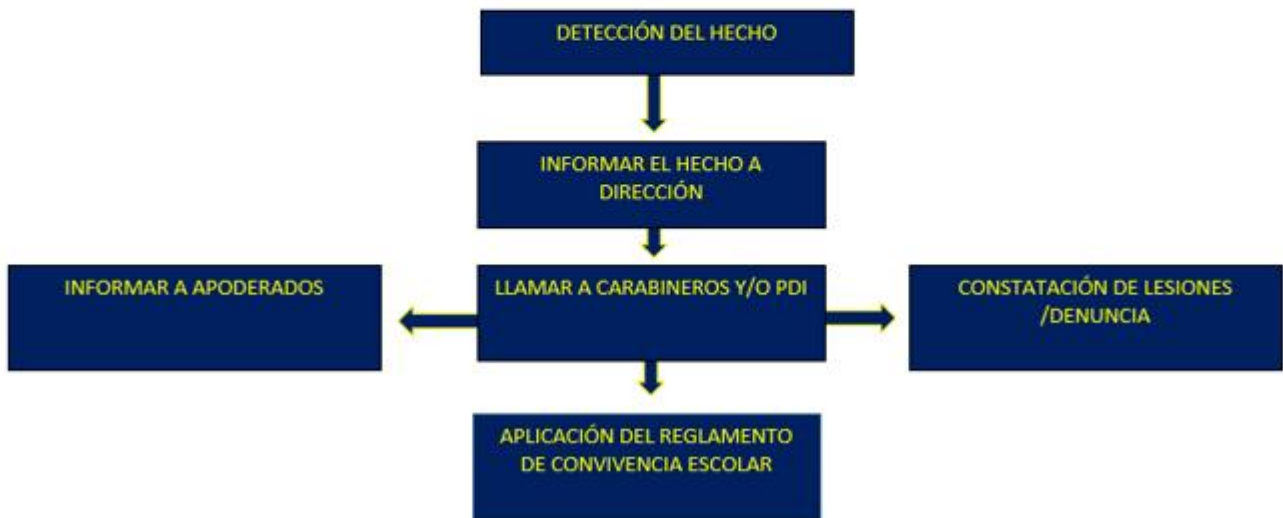 DETECCIÓN DEL HECHO
INFORMAR EL HECHO A
DIRECCIÓN
INFORMAR A APODERADOS
LLAMAR A CARABINEROS Y/O PDI
CONSTATACIÓN DE LESIONES
/DENUNCIA
APLICACIÓN DEL REGLAMENTO
DE CONVIVENCIA ESCOLAR